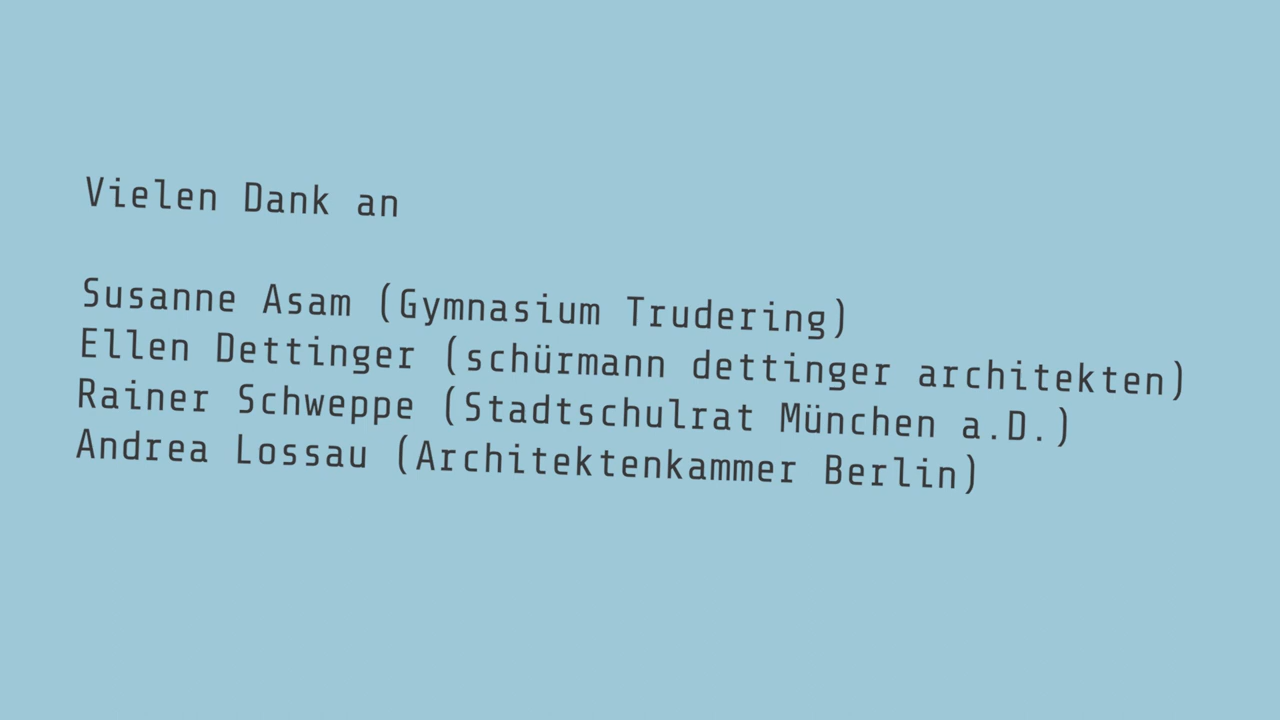 Vielen Dank an
Susanne Asam (Gymnasium Trudering)
Ellen Dettinger (schürmann dettinger architekten)
Rainer Schweppe (Stadtschulrat München a.D.)
Andrea Lossau (Architektenkammer Berlin)